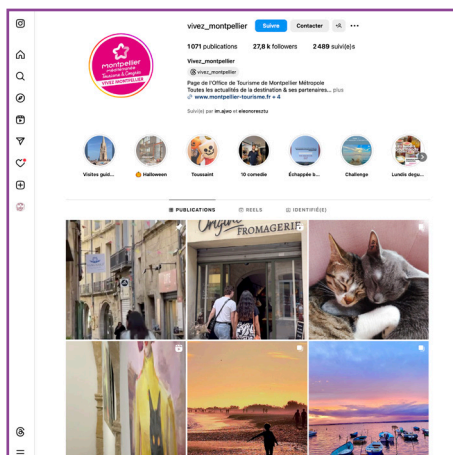 vivez_montpellier Suivre Contacter
1 071 publications 27,8 k followers 2 489 suivi(e)s
Vivez_montpellier
vivez_montpellier
Page de l'Office de Tourisme de Montpellier Métropole
Toutes les actualités de la destination & ses partenaires... plus
www.montpellier-tourisme.fr + 4
Suivi(e) par im.ajwo et eleonoresztu
montpellier
méditerranée
Tourisme & Congrès
VIVEZ MONTPELLIER
Visites guid... Halloween Toussaint 10 comedie Échappée b... Challenge Lundis degu...
PUBLICATIONS REELS IDENTIFIÉ(E)
Origine
FROMAGERIE